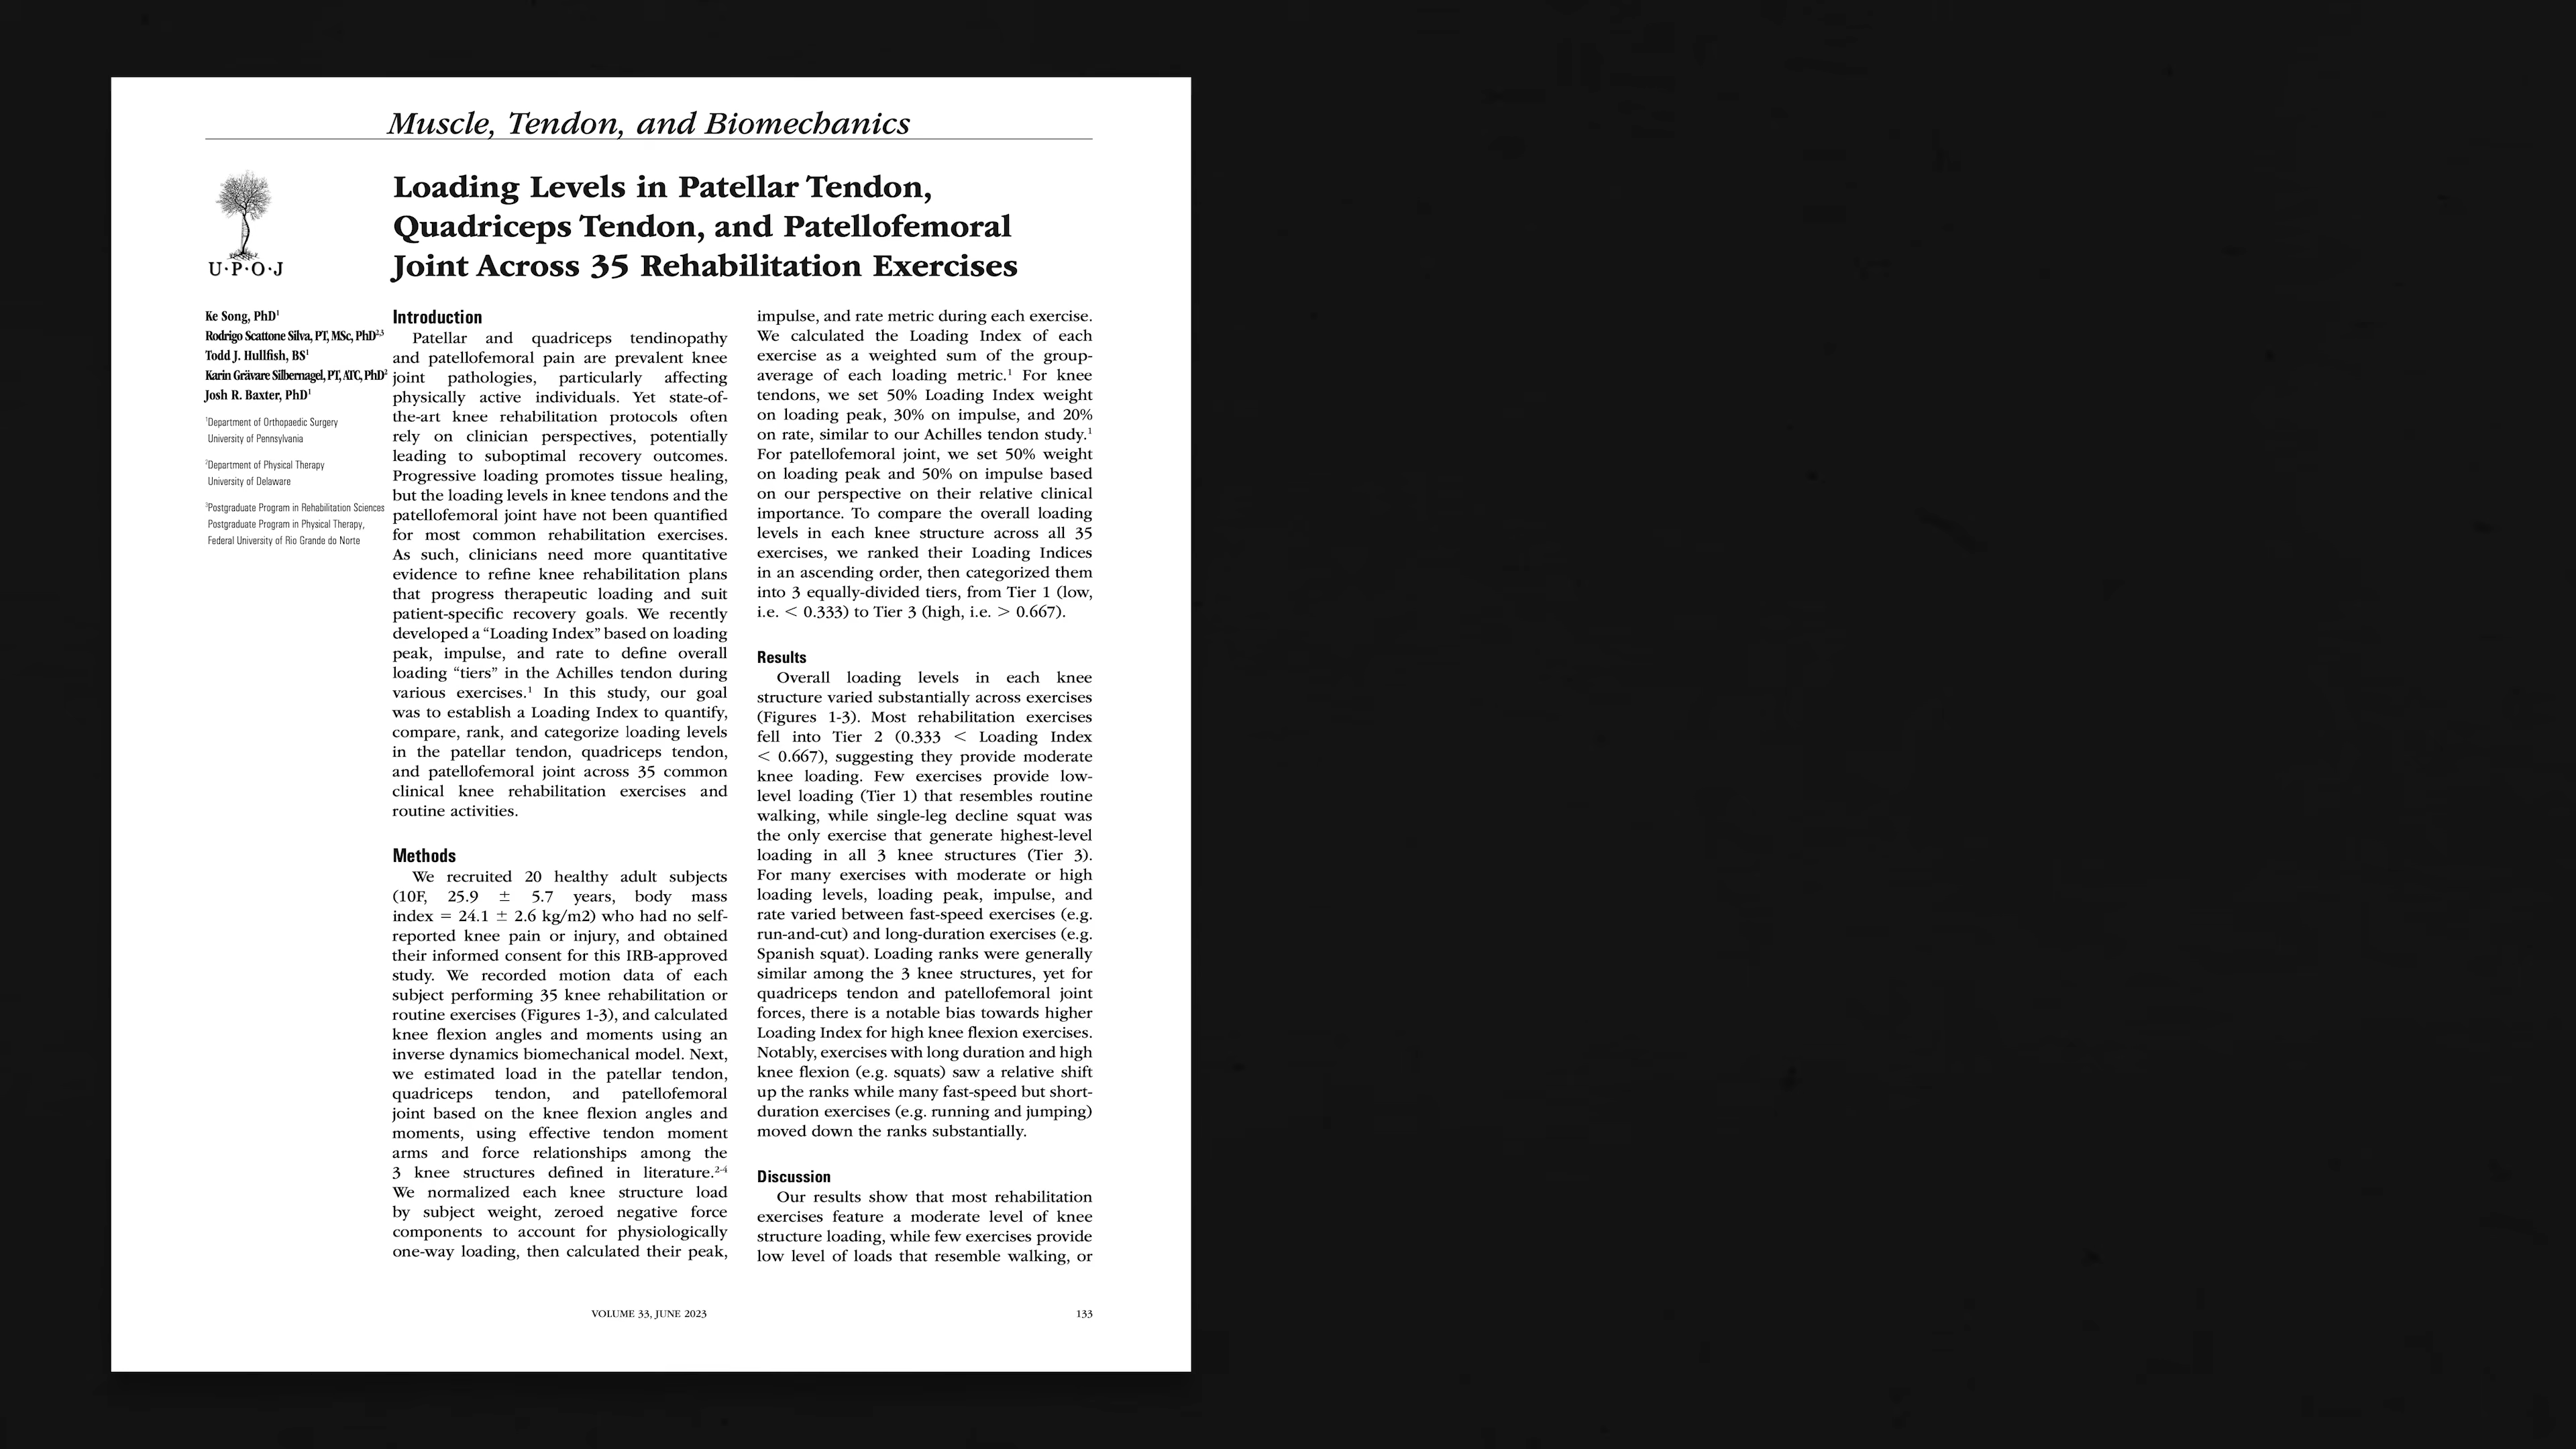 Muscle, Tendon, and Biomechanics
U·P·O·J
Loading Levels in Patellar Tendon,
Quadriceps Tendon, and Patellofemoral
Joint Across 35 Rehabilitation Exercises
Ke Song, PhD¹
Rodrigo Scattone Silva, PT, MSc, PhD²,³
Todd J. Hullfish, BS¹
Karin Grävare Silbernagel, PT, ATC, PhD²
Josh R. Baxter, PhD¹
¹Department of Orthopaedic Surgery
University of Pennsylvania
²Department of Physical Therapy
University of Delaware
³Postgraduate Program in Rehabilitation Sciences
Postgraduate Program in Physical Therapy,
Federal University of Rio Grande do Norte
Introduction
Patellar and quadriceps tendinopathy
and patellofemoral pain are prevalent knee
joint pathologies, particularly affecting
physically active individuals. Yet state-of-
the-art knee rehabilitation protocols often
rely on clinician perspectives, potentially
leading to suboptimal recovery outcomes.
Progressive loading promotes tissue healing,
but the loading levels in knee tendons and the
patellofemoral joint have not been quantified
for most common rehabilitation exercises.
As such, clinicians need more quantitative
evidence to refine knee rehabilitation plans
that progress therapeutic loading and suit
patient-specific recovery goals. We recently
developed a “Loading Index” based on loading
peak, impulse, and rate to define overall
loading “tiers” in the Achilles tendon during
various exercises.¹ In this study, our goal
was to establish a Loading Index to quantify,
compare, rank, and categorize loading levels
in the patellar tendon, quadriceps tendon,
and patellofemoral joint across 35 common
clinical knee rehabilitation exercises and
routine activities.
Methods
We recruited 20 healthy adult subjects
(10F, 25.9 ± 5.7 years, body mass
index = 24.1 ± 2.6 kg/m2) who had no self-
reported knee pain or injury, and obtained
their informed consent for this IRB-approved
study. We recorded motion data of each
subject performing 35 knee rehabilitation or
routine exercises (Figures 1-3), and calculated
knee flexion angles and moments using an
inverse dynamics biomechanical model. Next,
we estimated load in the patellar tendon,
quadriceps tendon, and patellofemoral
joint based on the knee flexion angles and
moments, using effective tendon moment
arms and force relationships among the
3 knee structures defined in literature.²⁻⁴
We normalized each knee structure load
by subject weight, zeroed negative force
components to account for physiologically
one-way loading, then calculated their peak,
impulse, and rate metric during each exercise.
We calculated the Loading Index of each
exercise as a weighted sum of the group-
average of each loading metric.¹ For knee
tendons, we set 50% Loading Index weight
on loading peak, 30% on impulse, and 20%
on rate, similar to our Achilles tendon study.¹
For patellofemoral joint, we set 50% weight
on loading peak and 50% on impulse based
on our perspective on their relative clinical
importance. To compare the overall loading
levels in each knee structure across all 35
exercises, we ranked their Loading Indices
in an ascending order, then categorized them
into 3 equally-divided tiers, from Tier 1 (low,
i.e. < 0.333) to Tier 3 (high, i.e. > 0.667).
Results
Overall loading levels in each knee
structure varied substantially across exercises
(Figures 1-3). Most rehabilitation exercises
fell into Tier 2 (0.333 < Loading Index
< 0.667), suggesting they provide moderate
knee loading. Few exercises provide low-
level loading (Tier 1) that resembles routine
walking, while single-leg decline squat was
the only exercise that generate highest-level
loading in all 3 knee structures (Tier 3).
For many exercises with moderate or high
loading levels, loading peak, impulse, and
rate varied between fast-speed exercises (e.g.
run-and-cut) and long-duration exercises (e.g.
Spanish squat). Loading ranks were generally
similar among the 3 knee structures, yet for
quadriceps tendon and patellofemoral joint
forces, there is a notable bias towards higher
Loading Index for high knee flexion exercises.
Notably, exercises with long duration and high
knee flexion (e.g. squats) saw a relative shift
up the ranks while many fast-speed but short-
duration exercises (e.g. running and jumping)
moved down the ranks substantially.
Discussion
Our results show that most rehabilitation
exercises feature a moderate level of knee
structure loading, while few exercises provide
low level of loads that resemble walking, or
VOLUME 33, JUNE 2023
133